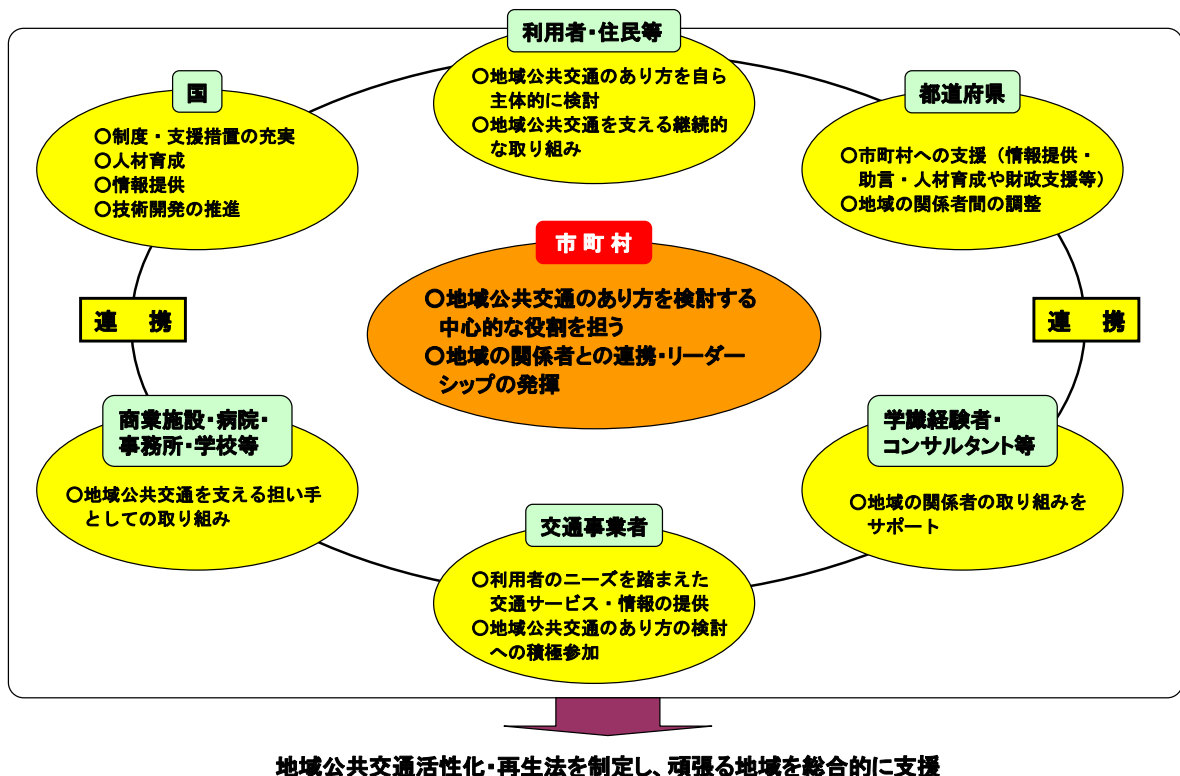 利用者・住民等
○地域公共交通のあり方を自ら
主体的に検討
○地域公共交通を支える継続的
な取り組み
国
○制度・支援措置の充実
○人材育成
○情報提供
○技術開発の推進
都道府県
○市町村への支援（情報提供・
助言・人材育成や財政支援等）
○地域の関係者間の調整
市町村
○地域公共交通のあり方を検討する
中心的な役割を担う
○地域の関係者との連携・リーダー
シップの発揮
連　携
連　携
商業施設・病院・
事務所・学校等
○地域公共交通を支える担い手
としての取り組み
学識経験者・
コンサルタント等
○地域の関係者の取り組みを
サポート
交通事業者
○利用者のニーズを踏まえた
交通サービス・情報の提供
○地域公共交通のあり方の検討
への積極参加
地域公共交通活性化・再生法を制定し、頑張る地域を総合的に支援